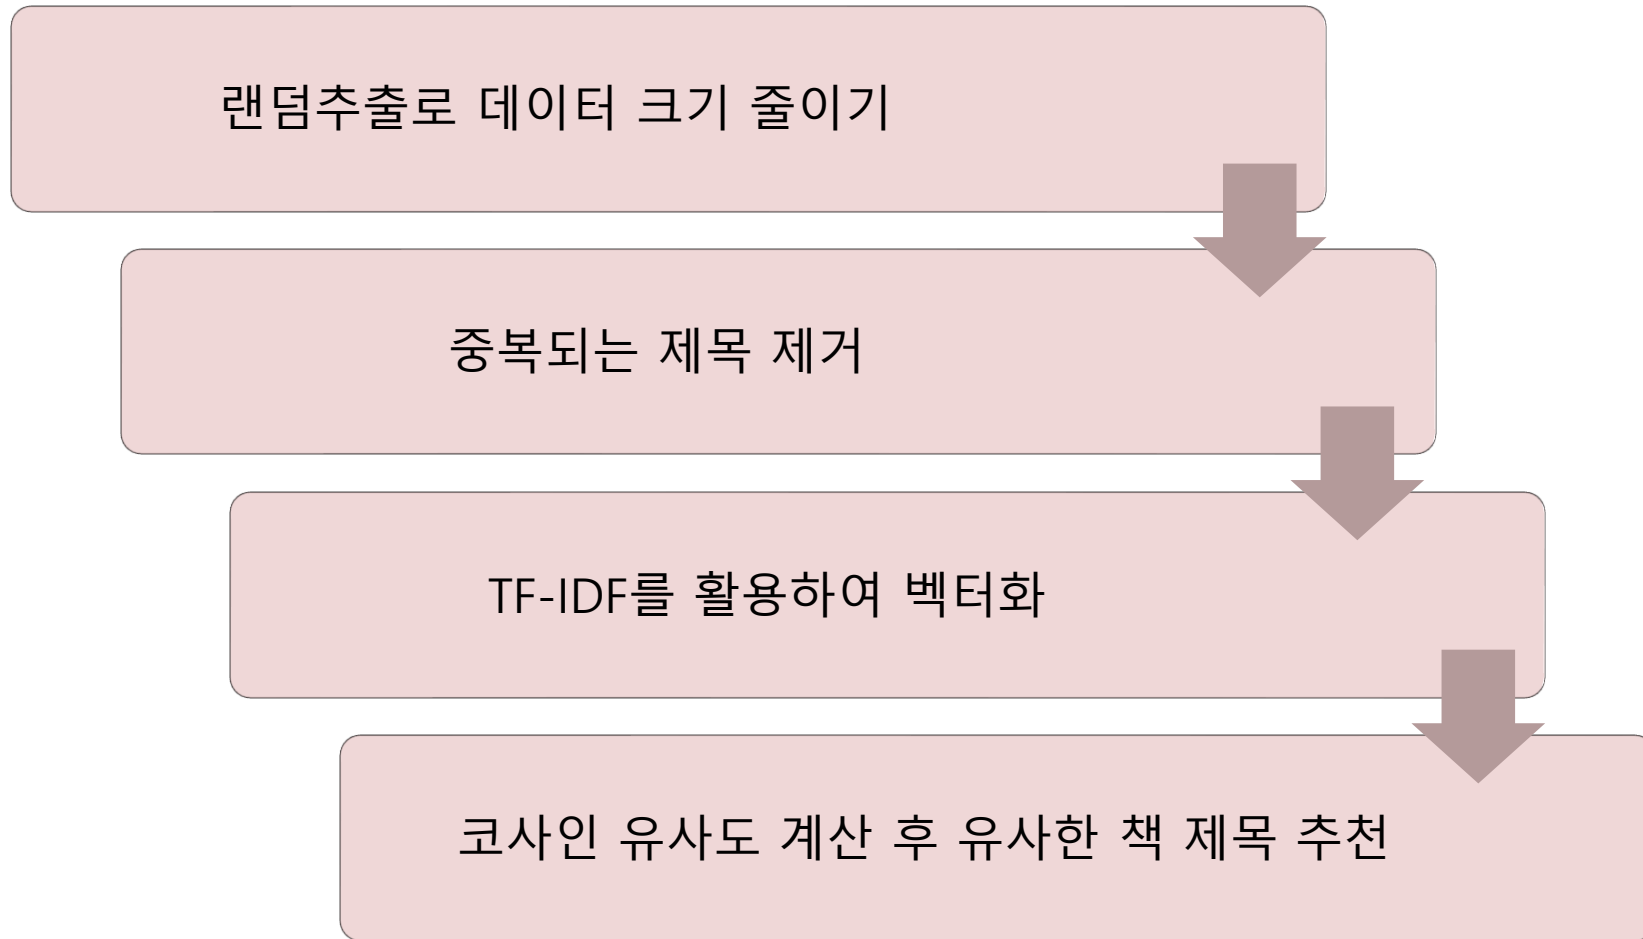 랜덤추출로 데이터 크기 줄이기
중복되는 제목 제거
TF-IDF를 활용하여 벡터화
코사인 유사도 계산 후 유사한 책 제목 추천